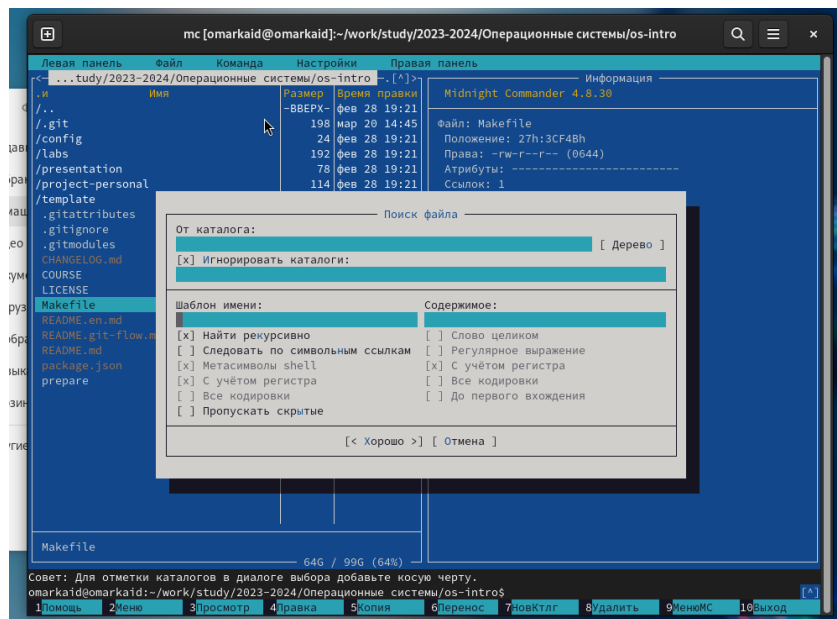 mc [omarkaid@omarkaid]:~/work/study/2023-2024/Операционные системы/os-intro
Левая панель Файл Команда Настройки Правая панель
<- ...tudy/2023-2024/Операционные системы/os-intro -.[^]>
.и Имя Размер Время правки
/.. -ВВЕРХ- фев 28 19:21
/.git 198 мар 20 14:45
/config 24 фев 28 19:21
/labs 192 фев 28 19:21
/presentation 78 фев 28 19:21
/project-personal 114 фев 28 19:21
/template
.gitattributes
.gitignore
.gitmodules
CHANGELOG.md
COURSE
LICENSE
Makefile
README.en.md
README.git-flow.m
README.md
package.json
prepare
Makefile
64G / 99G (64%)
Информация
Midnight Commander 4.8.30
Файл: Makefile
Положение: 27h:3CF4Bh
Права: -rw-r--r-- (0644)
Атрибуты: -------------------------
Ссылок: 1
Поиск файла
От каталога:
[ Дерево ]
[x] Игнорировать каталоги:
Шаблон имени: Содержимое:
[x] Найти рекурсивно [ ] Слово целиком
[ ] Следовать по символьным ссылкам [ ] Регулярное выражение
[x] Метасимволы shell [x] С учётом регистра
[x] С учётом регистра [ ] Все кодировки
[ ] Все кодировки [ ] До первого вхождения
[ ] Пропускать скрытые
[< Хорошо >] [ Отмена ]
Совет: Для отметки каталогов в диалоге выбора добавьте косую черту.
omarkaid@omarkaid:~/work/study/2023-2024/Операционные системы/os-intro$ [^]
1Помощь 2Меню 3Просмотр 4Правка 5Копия 6Перенос 7НовКтлг 8Удалить 9МенюМС 10Выход